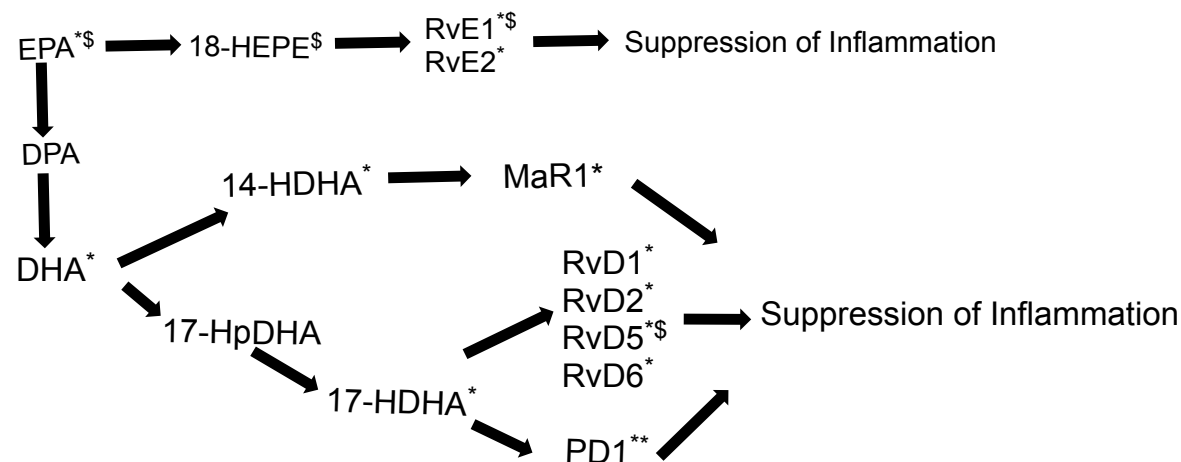 EPA*$ 18-HEPE$ RvE1*$
RvE2* Suppression of Inflammation
DPA
14-HDHA* MaR1*
DHA*
17-HpDHA
17-HDHA*
RvD1*
RvD2*
RvD5*$
RvD6*
Suppression of Inflammation
PD1**